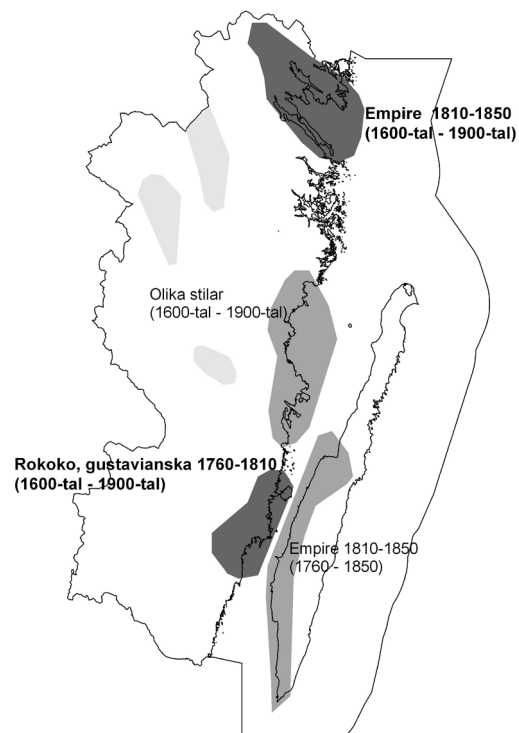 Empire 1810-1850
(1600-tal - 1900-tal)
Olika stilar
(1600-tal - 1900-tal)
Rokoko, gustavianska 1760-1810
(1600-tal - 1900-tal)
Empire 1810-1850
(1760 - 1850)